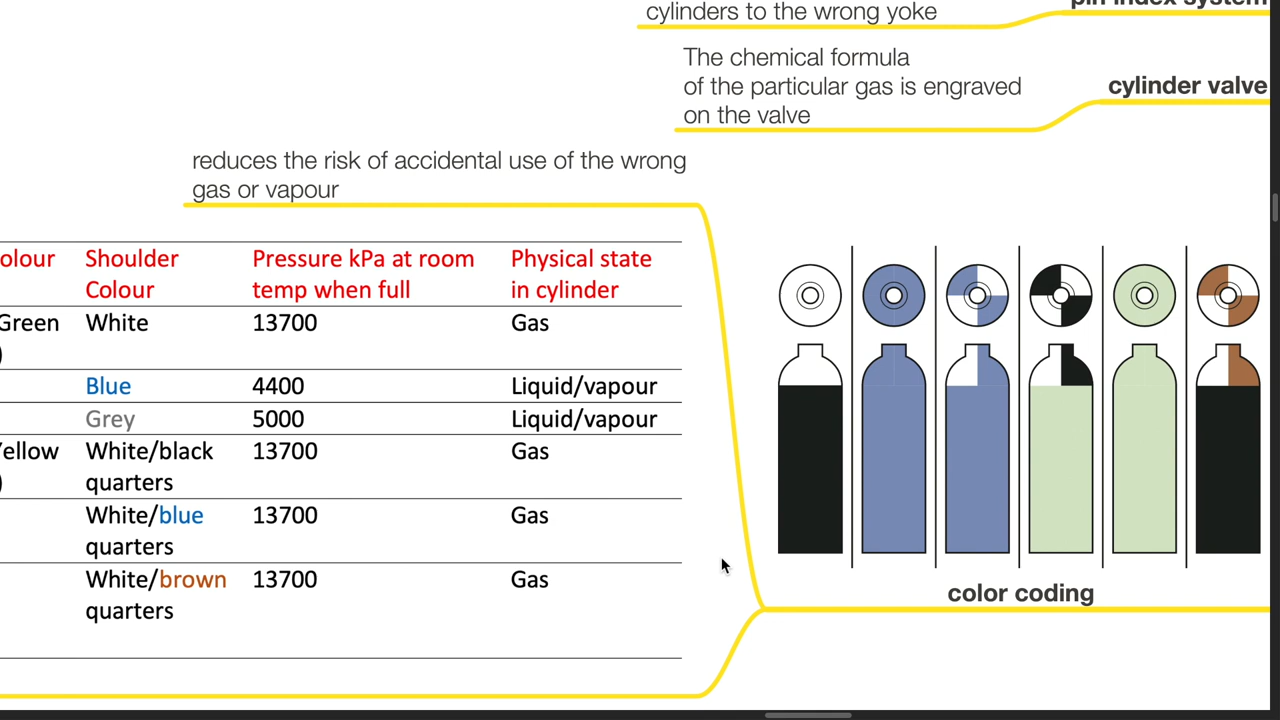 pin index system
cylinders to the wrong yoke
The chemical formula
of the particular gas is engraved
on the valve
cylinder valve
reduces the risk of accidental use of the wrong
gas or vapour
olour Shoulder Pressure kPa at room Physical state
Colour temp when full in cylinder
Green White 13700 Gas
)
Blue 4400 Liquid/vapour
Grey 5000 Liquid/vapour
Yellow White/black 13700 Gas
) quarters
White/blue 13700 Gas
quarters
White/brown 13700 Gas
quarters
color coding